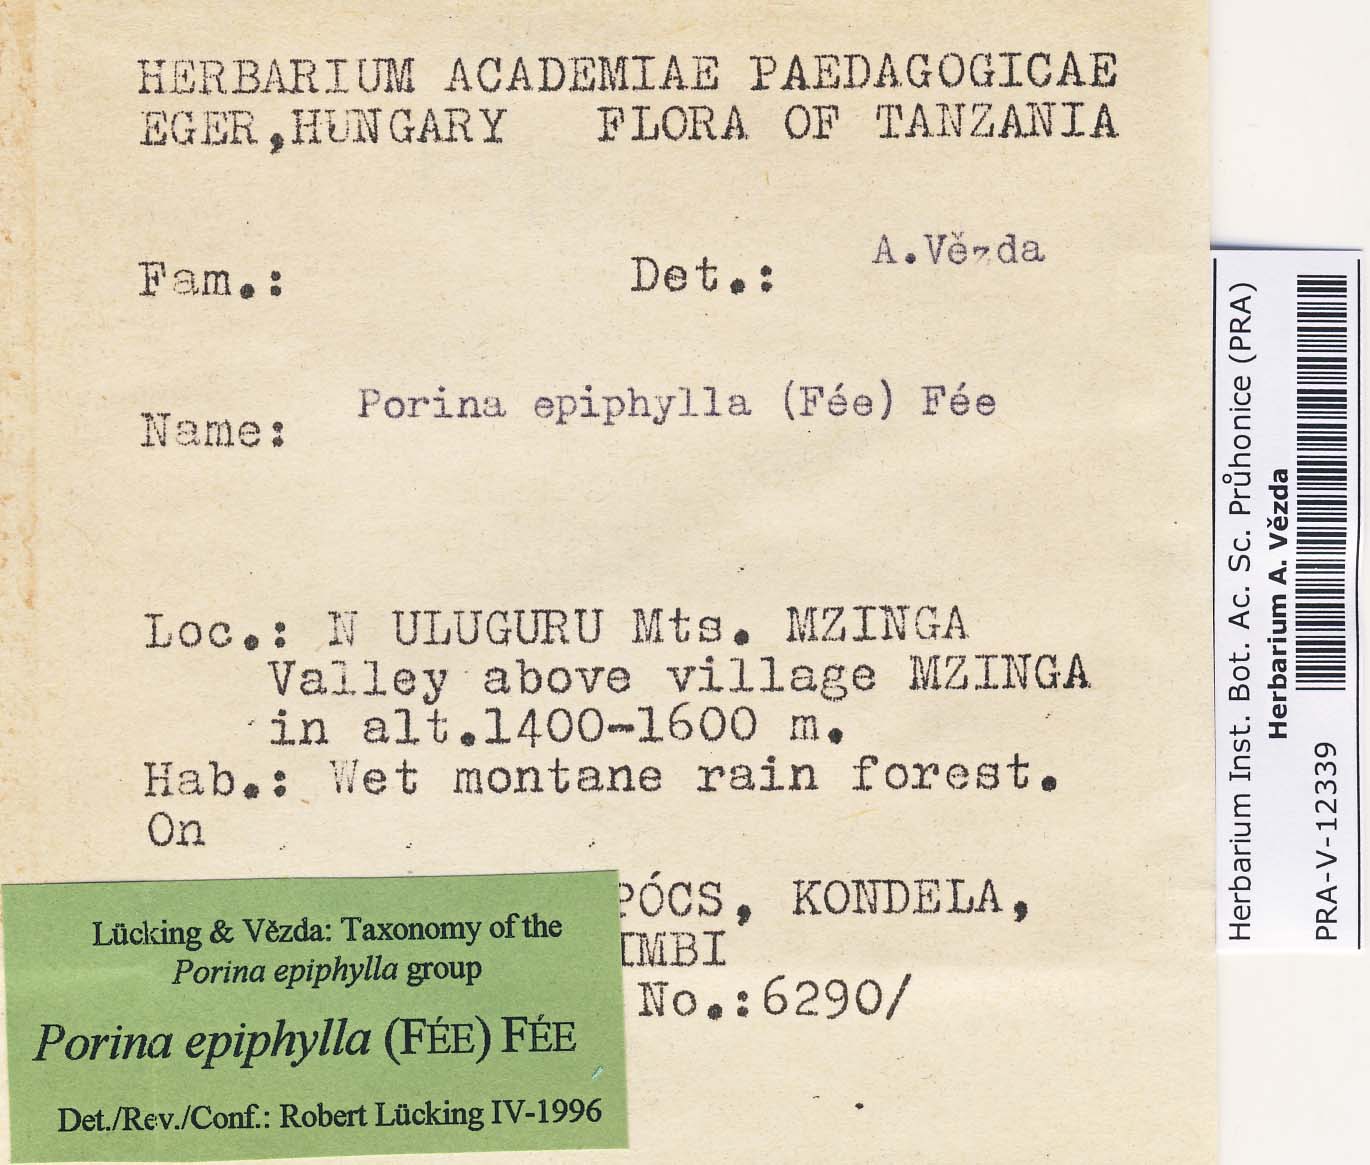 HERBARIUM ACADEMIAE PAEDAGOGICAE
EGER,HUNGARY FLORA OF TANZANIA
Fam.: Det.: A.Vězda
Name: Porina epiphylla (Fée) Fée
Loc.: N ULUGURU Mts. MZINGA
Valley above village MZINGA
in alt.1400-1600 m.
Hab.: Wet montane rain forest.
On
PÓCS, KONDELA,
IMBI
No.:6290/
Lücking & Vězda: Taxonomy of the
Porina epiphylla group
Porina epiphylla (FÉE) FÉE
Det./Rev./Conf.: Robert Lücking IV-1996
Herbarium Inst. Bot. Ac. Sc. Průhonice (PRA)
Herbarium A. Vězda
PRA-V-12339